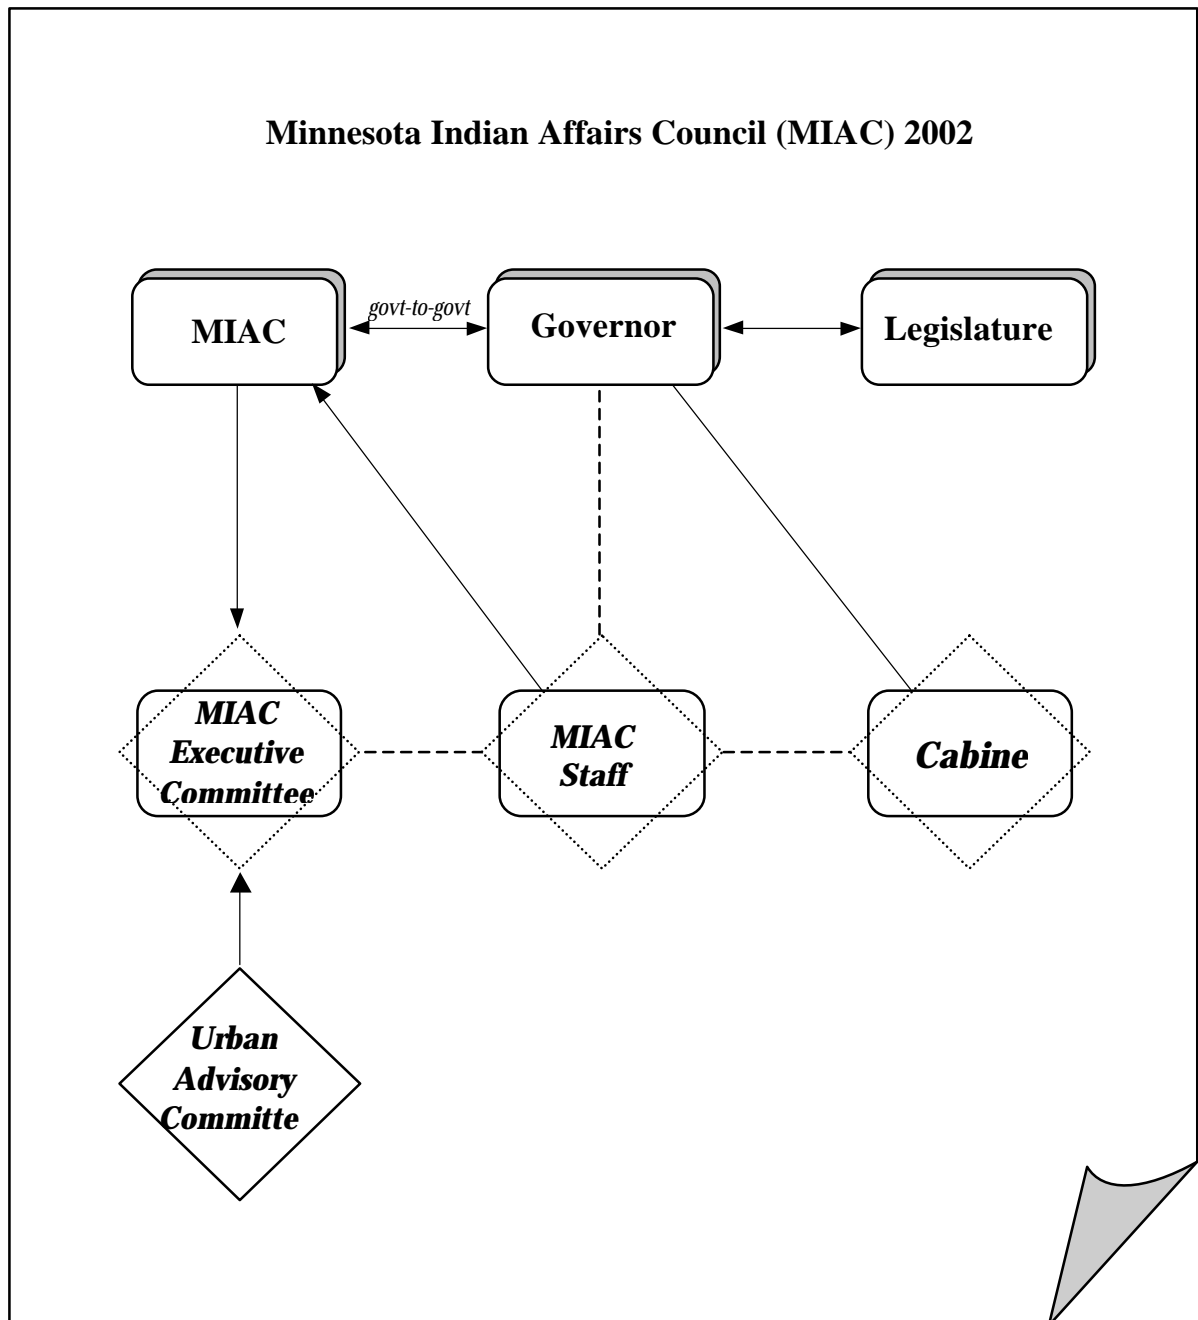 Minnesota Indian Affairs Council (MIAC) 2002
MIAC
govt-to-govt
Governor
Legislature
MIAC
Executive
Committee
MIAC
Staff
Cabine
Urban
Advisory
Committe